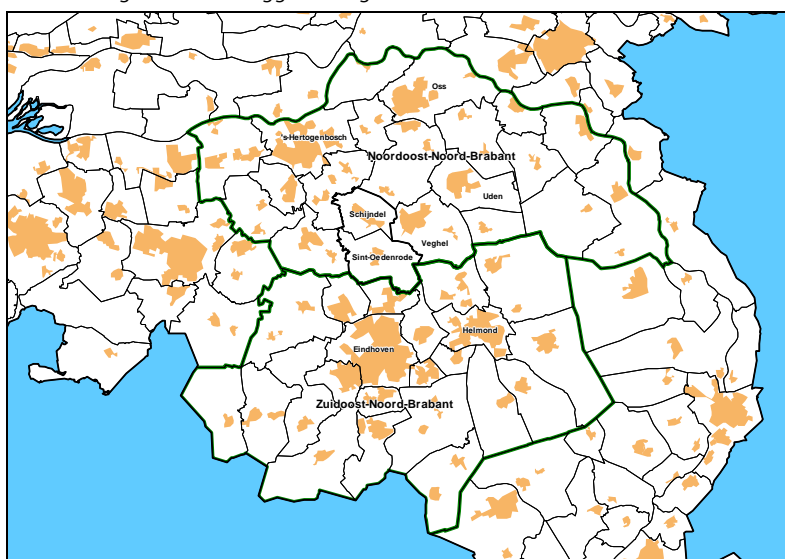 Oss
's-Hertogenbosch
Noordoost-Noord-Brabant
Uden
Schijndel
Veghel
Sint-Oedenrode
Helmond
Eindhoven
Zuidoost-Noord-Brabant